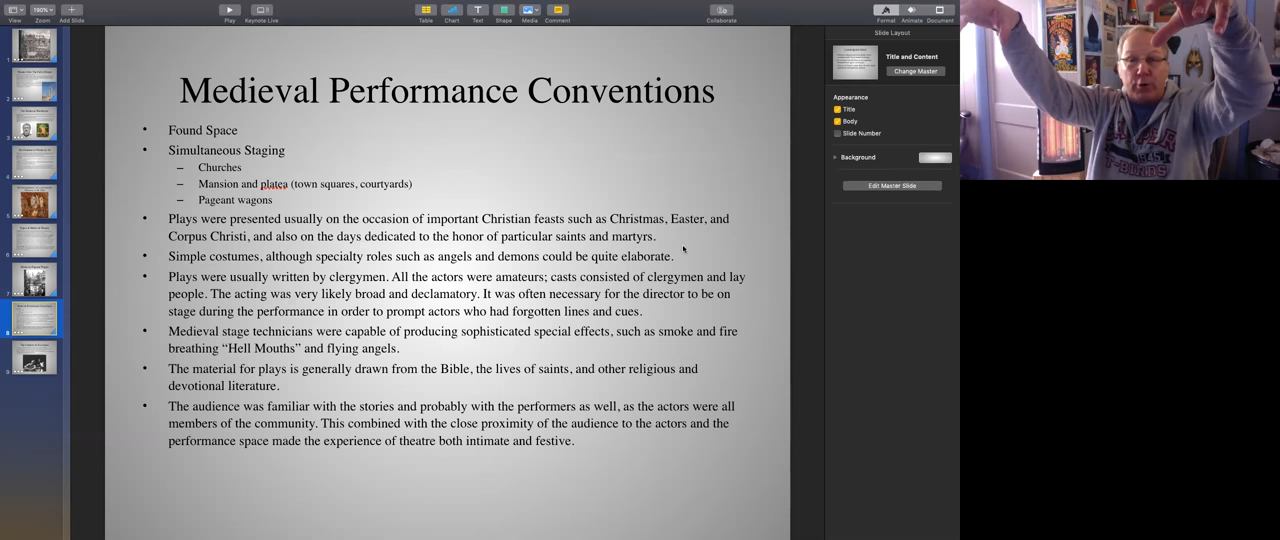 View
Zoom
Add Slide
Play
Keynote Live
Table
Chart
Text
Shape
Media
Comment
Collaborate
Format
Animate
Document
190%
1
2
3
4
5
6
7
8
9
Medieval Performance Conventions
• Found Space
• Simultaneous Staging
– Churches
– Mansion and platea (town squares, courtyards)
– Pageant wagons
• Plays were presented usually on the occasion of important Christian feasts such as Christmas, Easter, and
Corpus Christi, and also on the days dedicated to the honor of particular saints and martyrs.
• Simple costumes, although specialty roles such as angels and demons could be quite elaborate.
• Plays were usually written by clergymen. All the actors were amateurs; casts consisted of clergymen and lay
people. The acting was very likely broad and declamatory. It was often necessary for the director to be on
stage during the performance in order to prompt actors who had forgotten lines and cues.
• Medieval stage technicians were capable of producing sophisticated special effects, such as smoke and fire
breathing “Hell Mouths” and flying angels.
• The material for plays is generally drawn from the Bible, the lives of saints, and other religious and
devotional literature.
• The audience was familiar with the stories and probably with the performers as well, as the actors were all
members of the community. This combined with the close proximity of the audience to the actors and the
performance space made the experience of theatre both intimate and festive.
Slide Layout
Title and Content
Change Master
Appearance
Title
Body
Slide Number
Background
Edit Master Slide
T-BIRDS